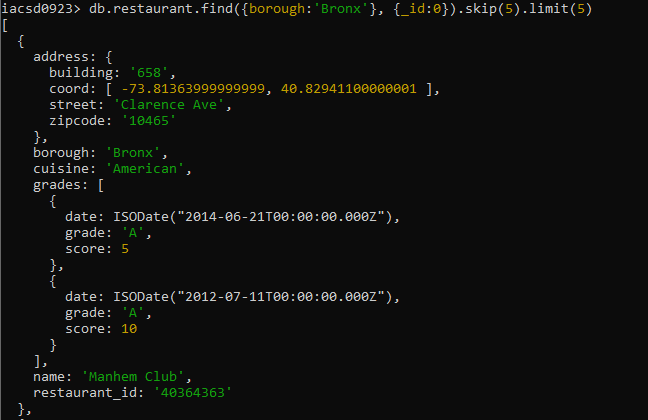 iacsd0923> db.restaurant.find({borough:'Bronx'}, {_id:0}).skip(5).limit(5)
[
  {
    address: {
      building: '658',
      coord: [ -73.81363999999999, 40.82941100000001 ],
      street: 'Clarence Ave',
      zipcode: '10465'
    },
    borough: 'Bronx',
    cuisine: 'American',
    grades: [
      {
        date: ISODate("2014-06-21T00:00:00.000Z"),
        grade: 'A',
        score: 5
      },
      {
        date: ISODate("2012-07-11T00:00:00.000Z"),
        grade: 'A',
        score: 10
      }
    ],
    name: 'Manhem Club',
    restaurant_id: '40364363'
  },